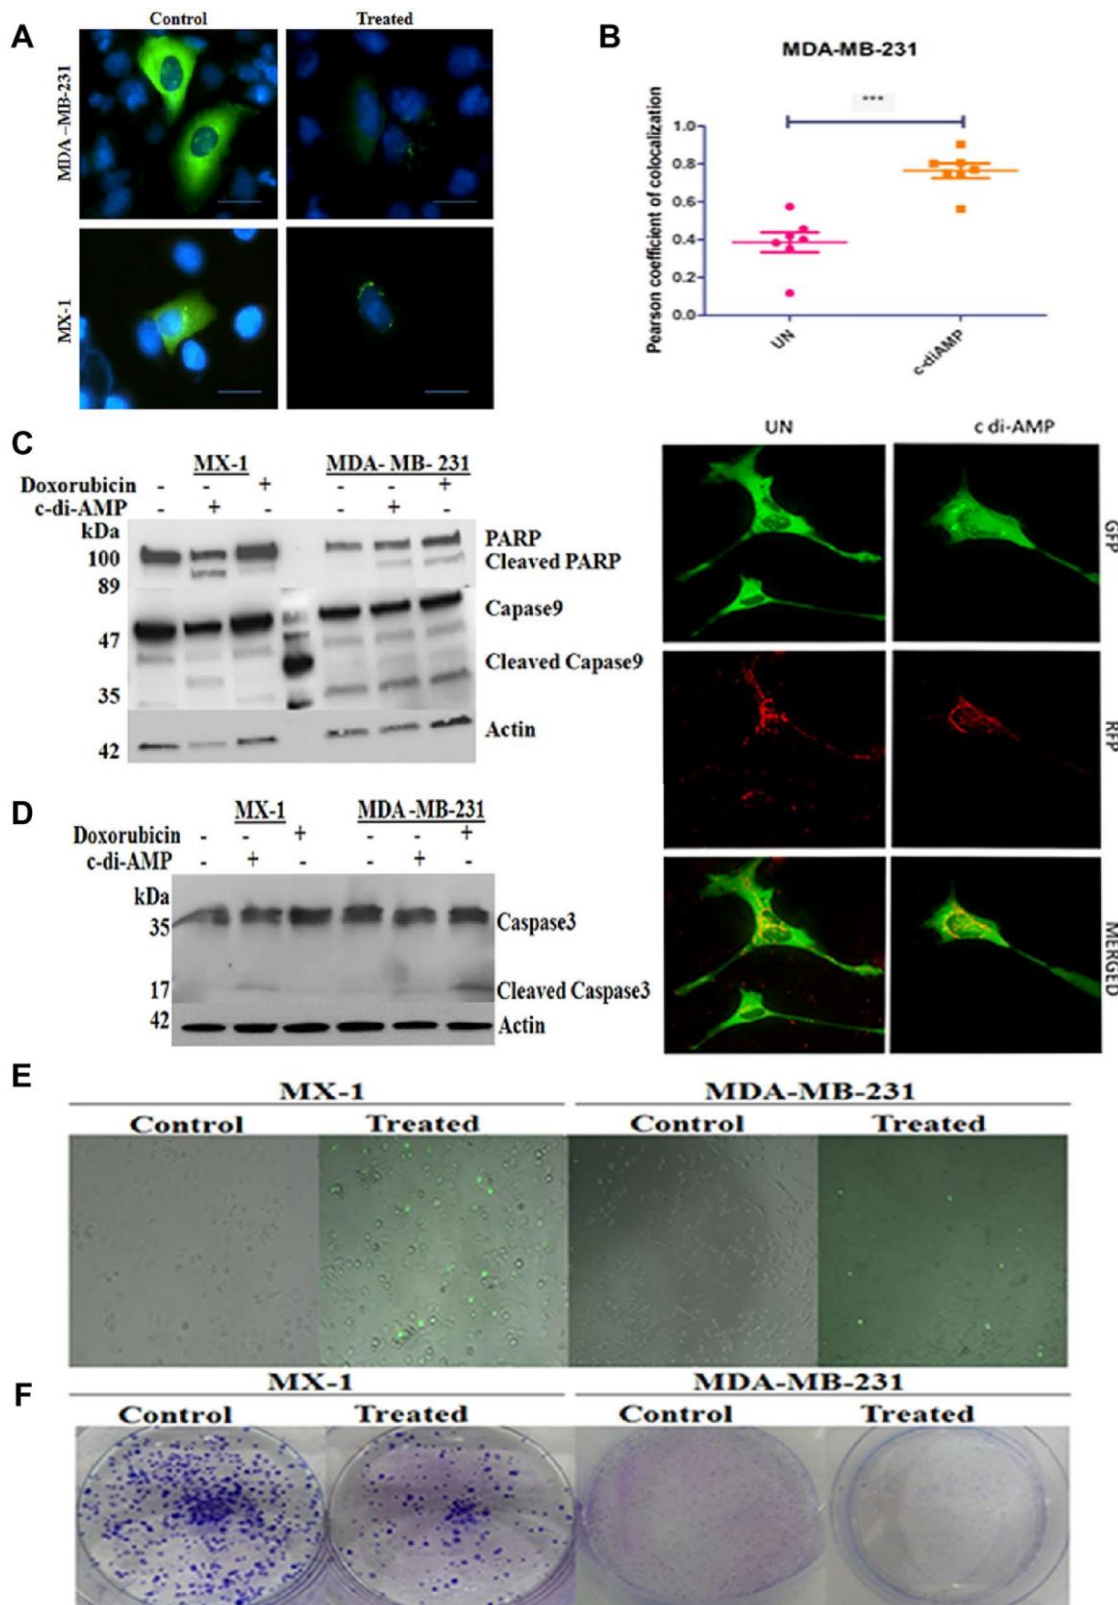 A
Control
Treated
MDA –MB-231
MX-1
B
MDA-MB-231
***
Pearson coefficient of colocalization
1.0
0.8
0.6
0.4
0.2
0.0
UN
c-diAMP
UN
c di-AMP
GFP
RFP
MERGED
C
MX-1
MDA- MB- 231
Doxorubicin - - + - - +
c-di-AMP - + - - + -
kDa
100
89
47
35
42
PARP
Cleaved PARP
Capase9
Cleaved Capase9
Actin
D
MX-1
MDA -MB-231
Doxorubicin - - + - - +
c-di-AMP - + - - + -
kDa
35
17
42
Caspase3
Cleaved Caspase3
Actin
E
MX-1
MDA-MB-231
Control
Treated
Control
Treated
F
MX-1
MDA-MB-231
Control
Treated
Control
Treated